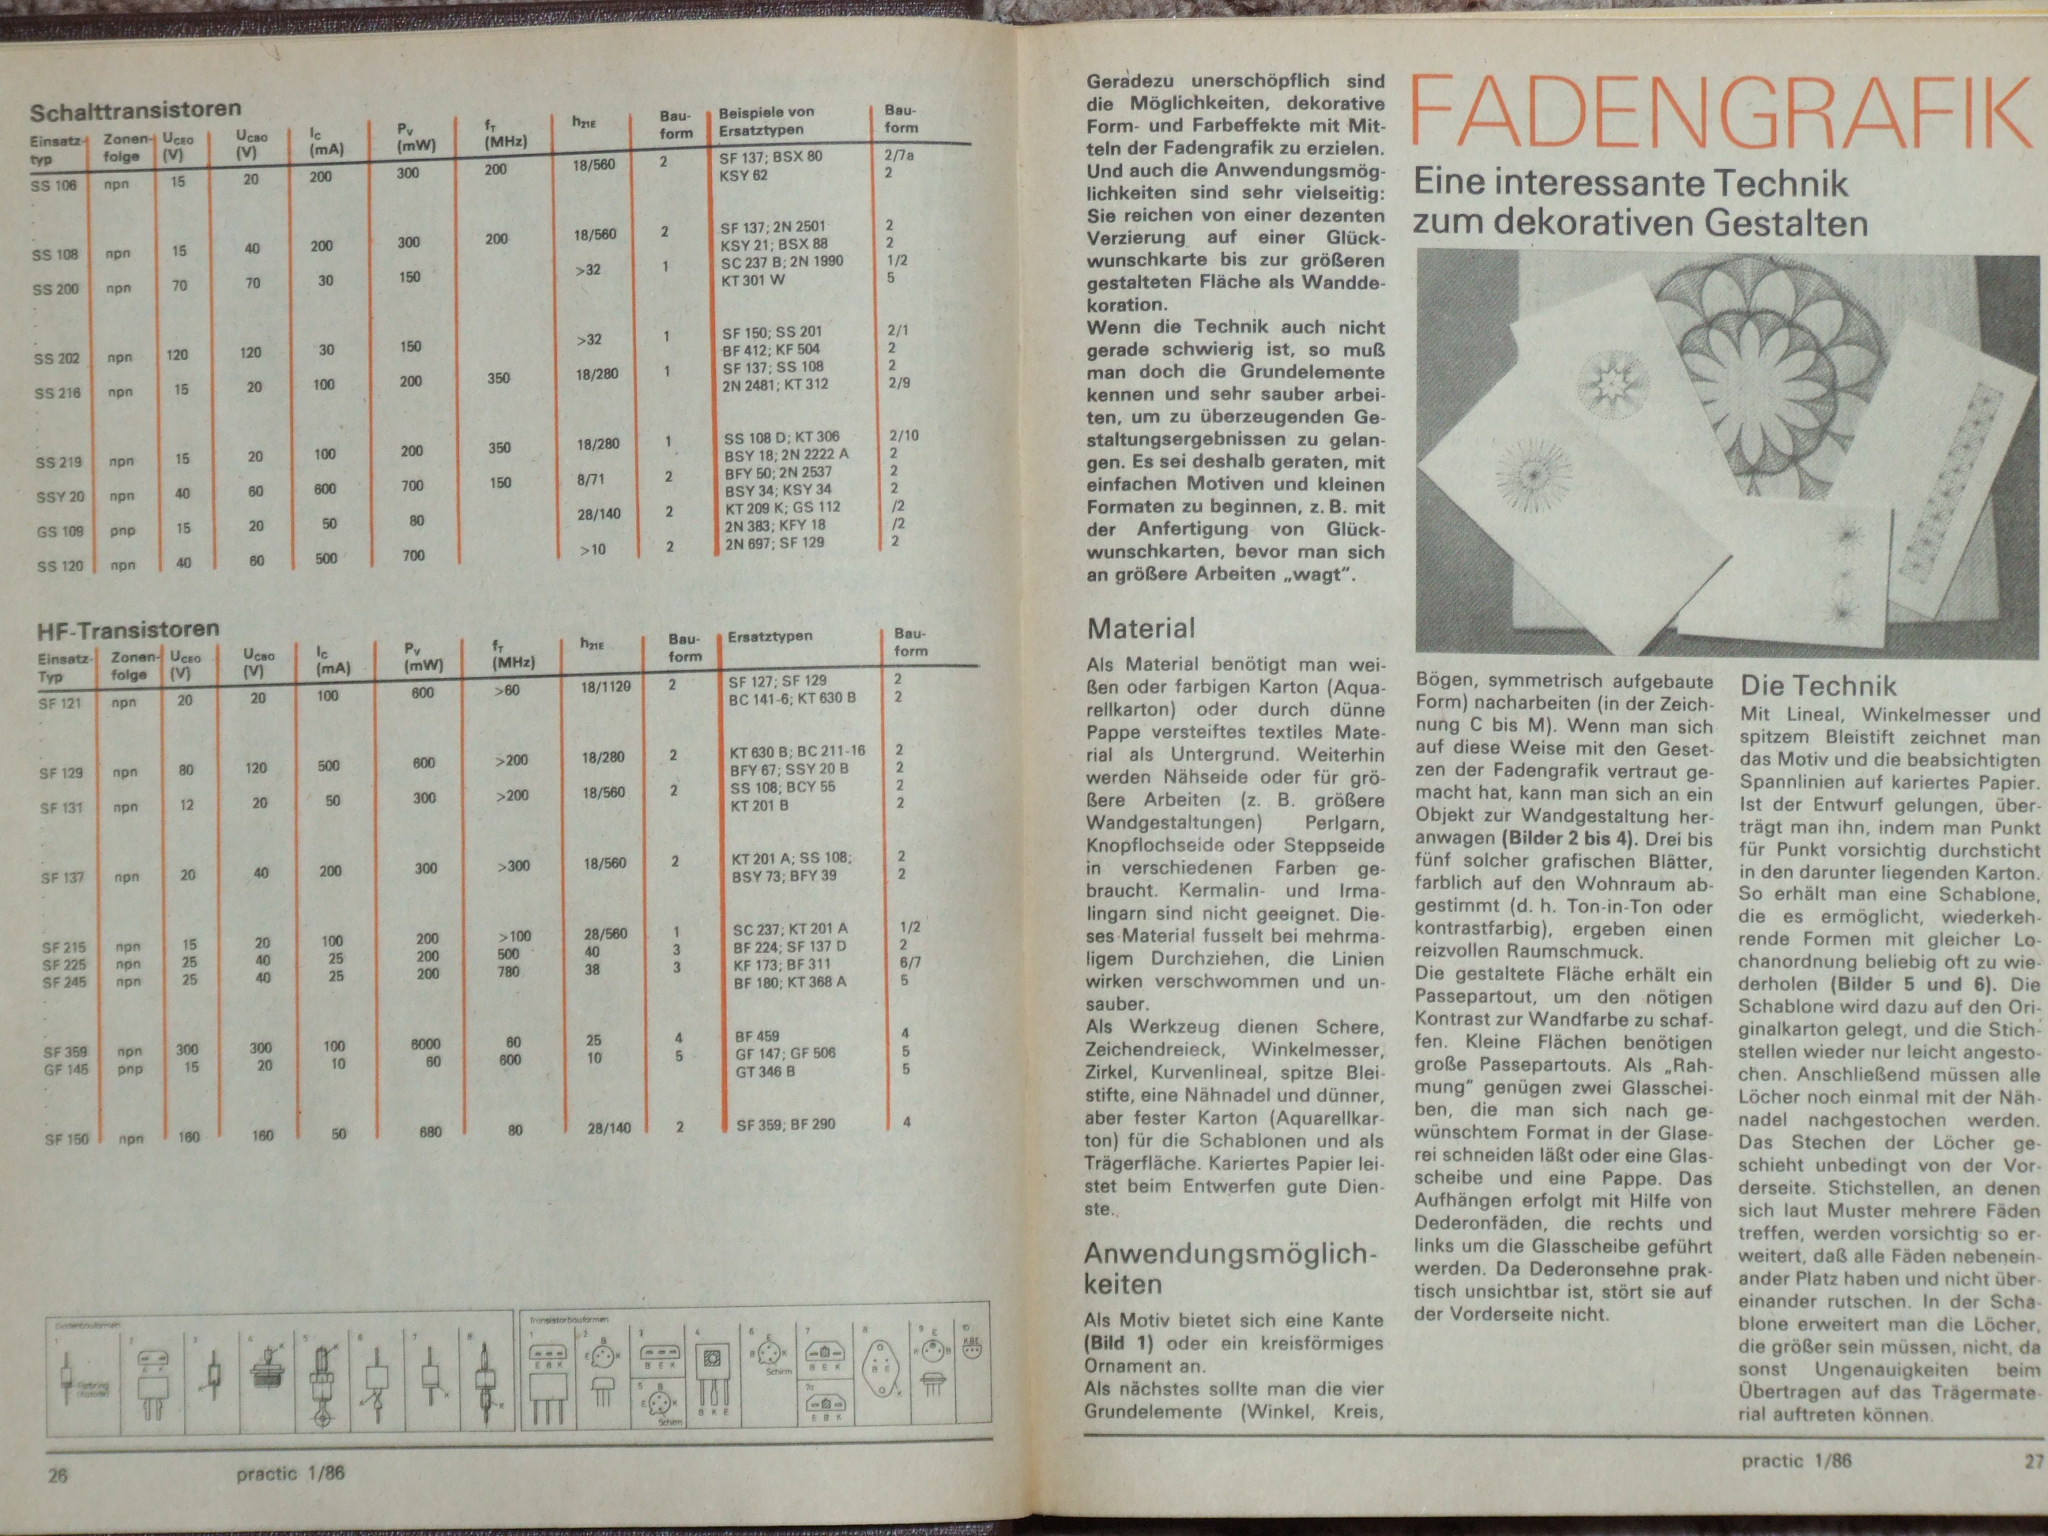 Schalttransistoren
Einsatz- Zonen- UCEO UCBO IC PV fT h21E Bau- Beispiele von Bau-
typ folge (V) (V) (mA) (mW) (MHz) form Ersatztypen form
SS 106 npn 15 20 200 300 200 18/560 2 SF 137; BSX 80 2/7a
KSY 62 2
SS 108 npn 15 40 200 300 200 18/560 2 SF 137; 2N 2501 2
KSY 21; BSX 88 2
SS 200 npn 70 70 30 150 >32 1 SC 237 B; 2N 1990 1/2
KT 301 W 5
SS 202 npn 120 120 30 150 >32 1 SF 150; SS 201 2/1
BF 412; KF 504 2
SS 216 npn 15 20 100 200 350 18/280 1 SF 137; SS 108 2
2N 2481; KT 312 2/9
SS 219 npn 15 20 100 200 350 18/280 1 SS 108 D; KT 306 2/10
BSY 18; 2N 2222 A 2
SSY 20 npn 40 60 600 700 150 8/71 2 BFY 50; 2N 2537 2
BSY 34; KSY 34 2
GS 109 pnp 15 20 50 80 28/140 2 KT 209 K; GS 112 /2
2N 383; KFY 18 /2
SS 120 npn 40 60 500 700 >10 2 2N 697; SF 129 2
HF-Transistoren
Einsatz- Zonen- UCEO UCBO IC PV fT h21E Bau- Ersatztypen Bau-
Typ folge (V) (V) (mA) (mW) (MHz) form form
SF 121 npn 20 20 100 600 >60 18/1120 2 SF 127; SF 129 2
BC 141-6; KT 630 B 2
SF 129 npn 80 120 500 600 >200 18/280 2 KT 630 B; BC 211-16 2
BFY 67; SSY 20 B 2
SF 131 npn 12 20 50 300 >200 18/560 2 SS 108; BCY 55 2
KT 201 B 2
SF 137 npn 20 40 200 300 >300 18/560 2 KT 201 A; SS 108; 2
BSY 73; BFY 39 2
SF 215 npn 15 20 100 200 >100 28/560 1 SC 237; KT 201 A 1/2
SF 225 npn 25 40 25 200 500 40 3 BF 224; SF 137 D 2
SF 245 npn 25 40 25 200 780 38 3 KF 173; BF 311 6/7
BF 180; KT 368 A 5
SF 359 npn 300 300 100 6000 60 25 4 BF 459 4
GF 145 pnp 15 20 10 60 600 10 5 GF 147; GF 506 5
GT 346 B 5
SF 150 npn 160 160 50 680 80 28/140 2 SF 359; BF 290 4
Diodenbauformen
1 2 3 4 5 6 7 8
Farbring
(Katode)
Transistorbauformen
1 2 3 4 6 7 8 9 10
5 7a
Schirm
Schirm
26 practic 1/86
Geradezu unerschöpflich sind
die Möglichkeiten, dekorative
Form- und Farbeffekte mit Mit-
teln der Fadengrafik zu erzielen.
Und auch die Anwendungsmög-
lichkeiten sind sehr vielseitig:
Sie reichen von einer dezenten
Verzierung auf einer Glück-
wunschkarte bis zur größeren
gestalteten Fläche als Wandde-
koration.
Wenn die Technik auch nicht
gerade schwierig ist, so muß
man doch die Grundelemente
kennen und sehr sauber arbei-
ten, um zu überzeugenden Ge-
staltungsergebnissen zu gelan-
gen. Es sei deshalb geraten, mit
einfachen Motiven und kleinen
Formaten zu beginnen, z. B. mit
der Anfertigung von Glück-
wunschkarten, bevor man sich
an größere Arbeiten „wagt“.
FADENGRAFIK
Eine interessante Technik
zum dekorativen Gestalten
Material
Als Material benötigt man wei-
ßen oder farbigen Karton (Aqua-
rellkarton) oder durch dünne
Pappe versteiftes textiles Mate-
rial als Untergrund. Weiterhin
werden Nähseide oder für grö-
ßere Arbeiten (z. B. größere
Wandgestaltungen) Perlgarn,
Knopflochseide oder Steppseide
in verschiedenen Farben ge-
braucht. Kermalin- und Irma-
lingarn sind nicht geeignet. Die-
ses Material fusselt bei mehrma-
ligem Durchziehen, die Linien
wirken verschwommen und un-
sauber.
Als Werkzeug dienen Schere,
Zeichendreieck, Winkelmesser,
Zirkel, Kurvenlineal, spitze Blei-
stifte, eine Nähnadel und dünner,
aber fester Karton (Aquarellkar-
ton) für die Schablonen und als
Trägerfläche. Kariertes Papier lei-
stet beim Entwerfen gute Dien-
ste.
Anwendungsmöglich-
keiten
Als Motiv bietet sich eine Kante
(Bild 1) oder ein kreisförmiges
Ornament an.
Als nächstes sollte man die vier
Grundelemente (Winkel, Kreis,
Bögen, symmetrisch aufgebaute
Form) nacharbeiten (in der Zeich-
nung C bis M). Wenn man sich
auf diese Weise mit den Geset-
zen der Fadengrafik vertraut ge-
macht hat, kann man sich an ein
Objekt zur Wandgestaltung her-
anwagen (Bilder 2 bis 4). Drei bis
fünf solcher grafischen Blätter,
farblich auf den Wohnraum ab-
gestimmt (d. h. Ton-in-Ton oder
kontrastfarbig), ergeben einen
reizvollen Raumschmuck.
Die gestaltete Fläche erhält ein
Passepartout, um den nötigen
Kontrast zur Wandfarbe zu schaf-
fen. Kleine Flächen benötigen
große Passepartouts. Als „Rah-
mung“ genügen zwei Glasschei-
ben, die man sich nach ge-
wünschtem Format in der Glase-
rei schneiden läßt oder eine Glas-
scheibe und eine Pappe. Das
Aufhängen erfolgt mit Hilfe von
Dederonfäden, die rechts und
links um die Glasscheibe geführt
werden. Da Dederonsehne prak-
tisch unsichtbar ist, stört sie auf
der Vorderseite nicht.
Die Technik
Mit Lineal, Winkelmesser und
spitzem Bleistift zeichnet man
das Motiv und die beabsichtigten
Spannlinien auf kariertes Papier.
Ist der Entwurf gelungen, über-
trägt man ihn, indem man Punkt
für Punkt vorsichtig durchsticht
in den darunter liegenden Karton.
So erhält man eine Schablone,
die es ermöglicht, wiederkeh-
rende Formen mit gleicher Lo-
chanordnung beliebig oft zu wie-
derholen (Bilder 5 und 6). Die
Schablone wird dazu auf den Ori-
ginalkarton gelegt, und die Stich-
stellen wieder nur leicht angesto-
chen. Anschließend müssen alle
Löcher noch einmal mit der Näh-
nadel nachgestochen werden.
Das Stechen der Löcher ge-
schieht unbedingt von der Vor-
derseite. Stichstellen, an denen
sich laut Muster mehrere Fäden
treffen, werden vorsichtig so er-
weitert, daß alle Fäden nebenein-
ander Platz haben und nicht über-
einander rutschen. In der Scha-
blone erweitert man die Löcher,
die größer sein müssen, nicht, da
sonst Ungenauigkeiten beim
Übertragen auf das Trägermate-
rial auftreten können.
practic 1/86 27